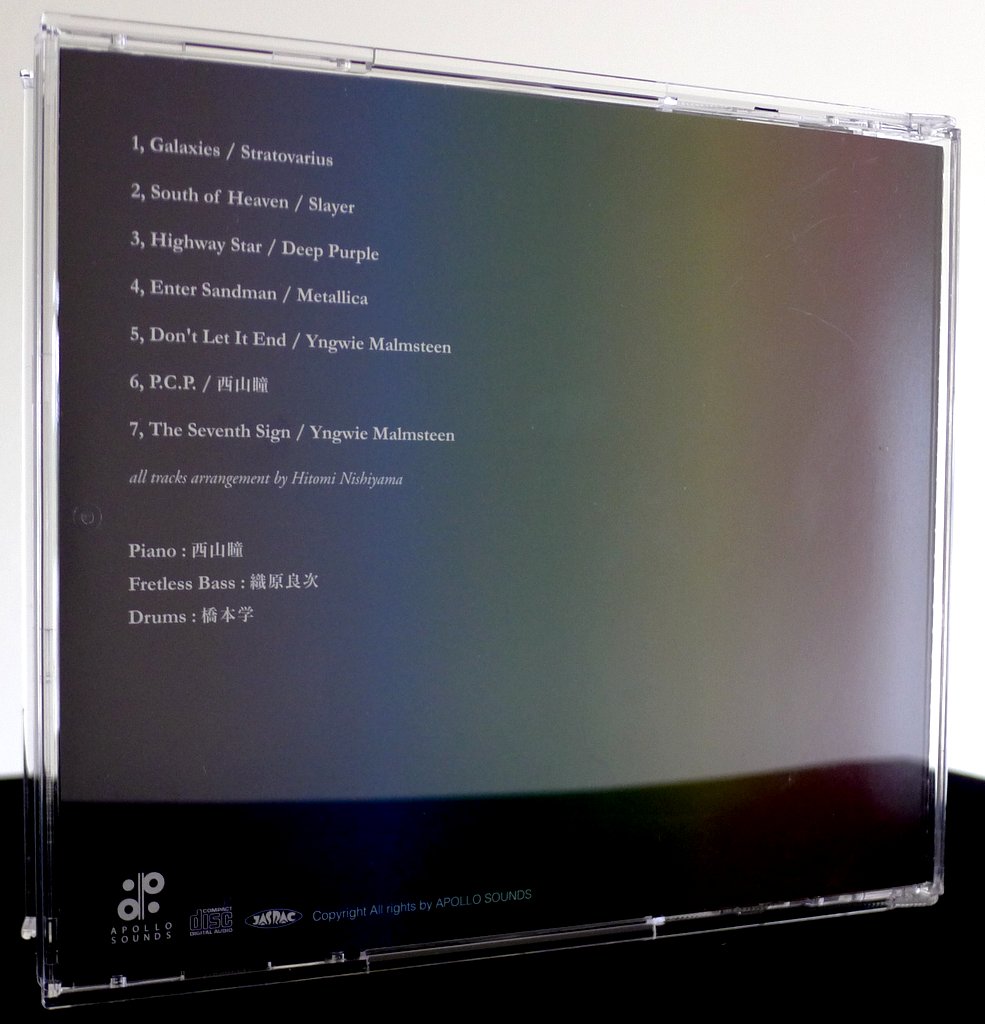 1, Galaxies / Stratovarius
2, South of Heaven / Slayer
3, Highway Star / Deep Purple
4, Enter Sandman / Metallica
5, Don't Let It End / Yngwie Malmsteen
6, P.C.P. / 西山瞳
7, The Seventh Sign / Yngwie Malmsteen
all tracks arrangement by Hitomi Nishiyama
Piano : 西山瞳
Fretless Bass : 織原良次
Drums : 橋本学
APOLLO
SOUNDS
COMPACT
disc
DIGITAL AUDIO
JASRAC
Copyright All rights by APOLLO SOUNDS